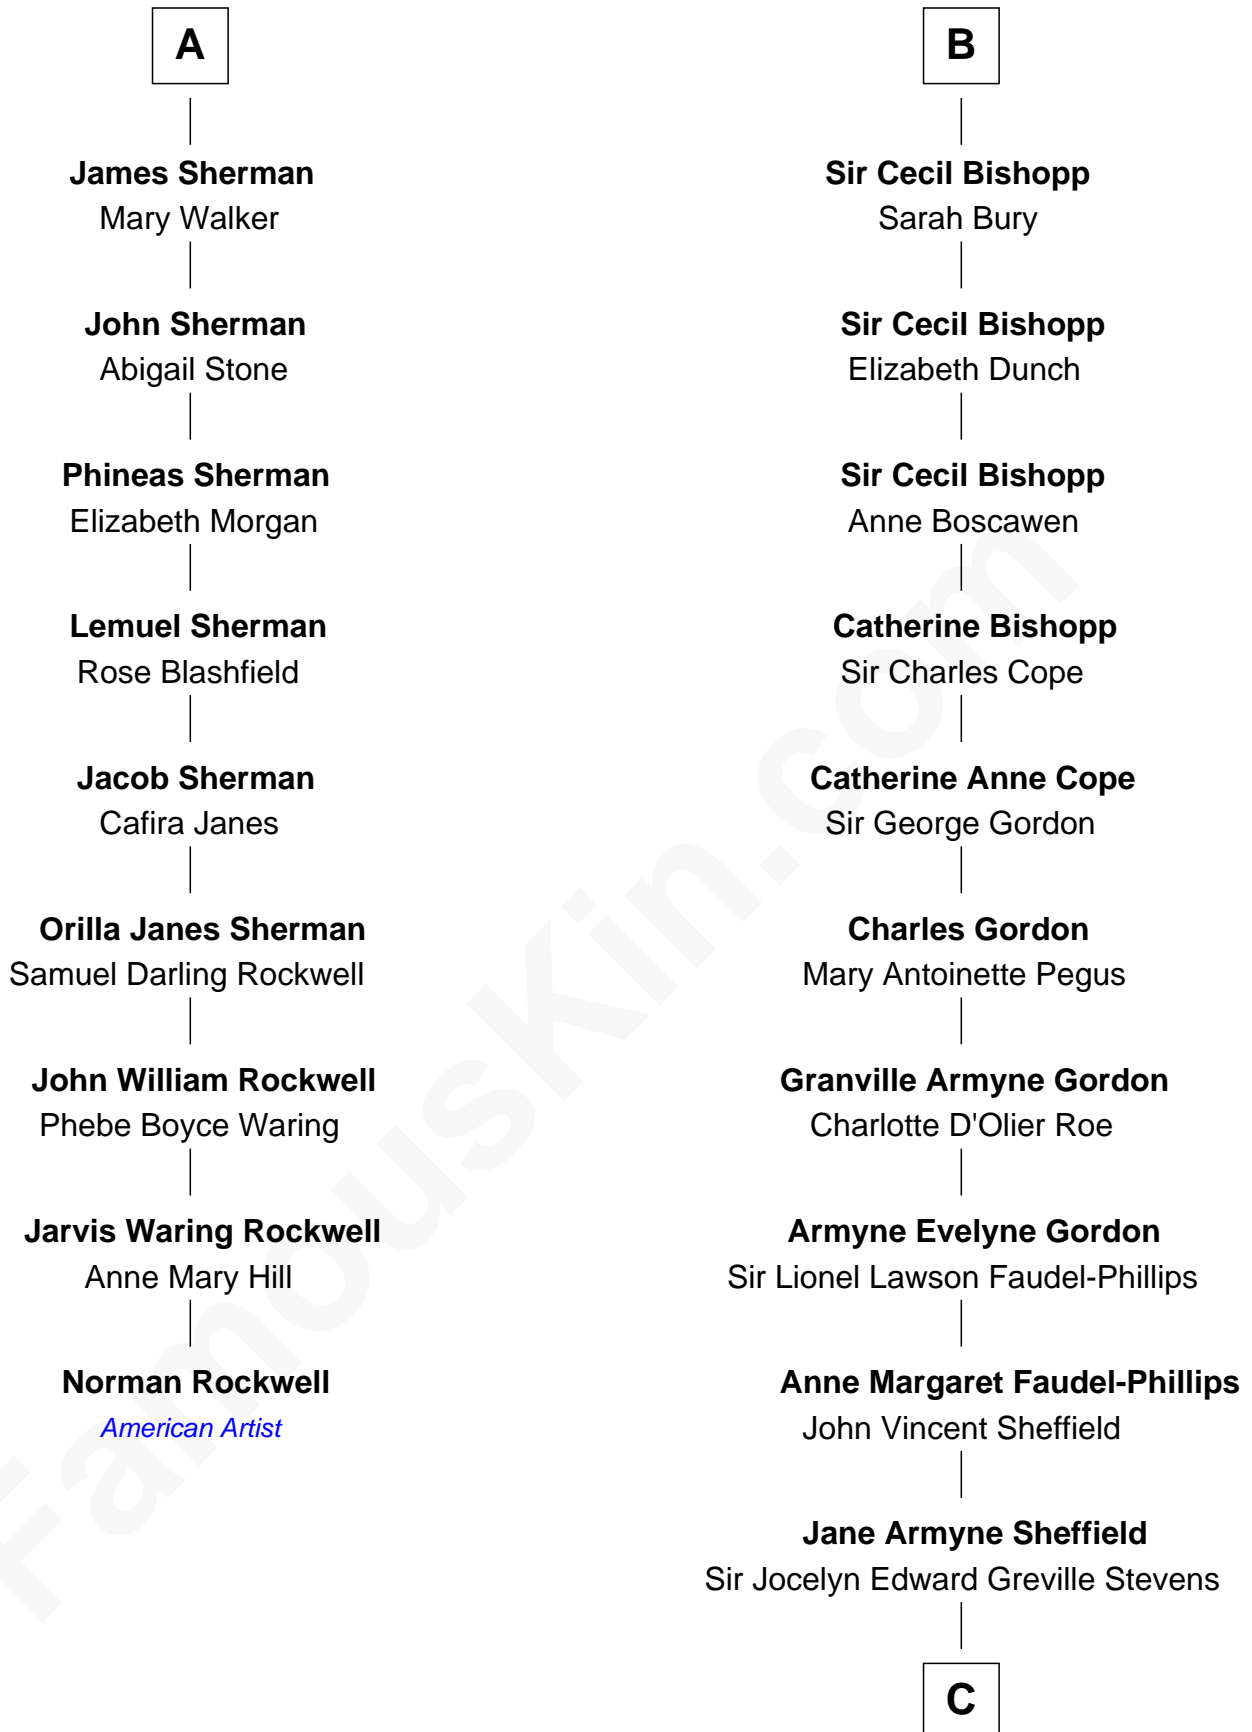 A
James Sherman
Mary Walker
John Sherman
Abigail Stone
Phineas Sherman
Elizabeth Morgan
Lemuel Sherman
Rose Blashfield
Jacob Sherman
Cafira Janes
Orilla Janes Sherman
Samuel Darling Rockwell
John William Rockwell
Phebe Boyce Waring
Jarvis Waring Rockwell
Anne Mary Hill
Norman Rockwell
American Artist
B
Sir Cecil Bishopp
Sarah Bury
Sir Cecil Bishopp
Elizabeth Dunch
Sir Cecil Bishopp
Anne Boscawen
Catherine Bishopp
Sir Charles Cope
Catherine Anne Cope
Sir George Gordon
Charles Gordon
Mary Antoinette Pegus
Granville Armyne Gordon
Charlotte D'Olier Roe
Armyne Evelyne Gordon
Sir Lionel Lawson Faudel-Phillips
Anne Margaret Faudel-Phillips
John Vincent Sheffield
Jane Armyne Sheffield
Sir Jocelyn Edward Greville Stevens
C
FamousKin.com